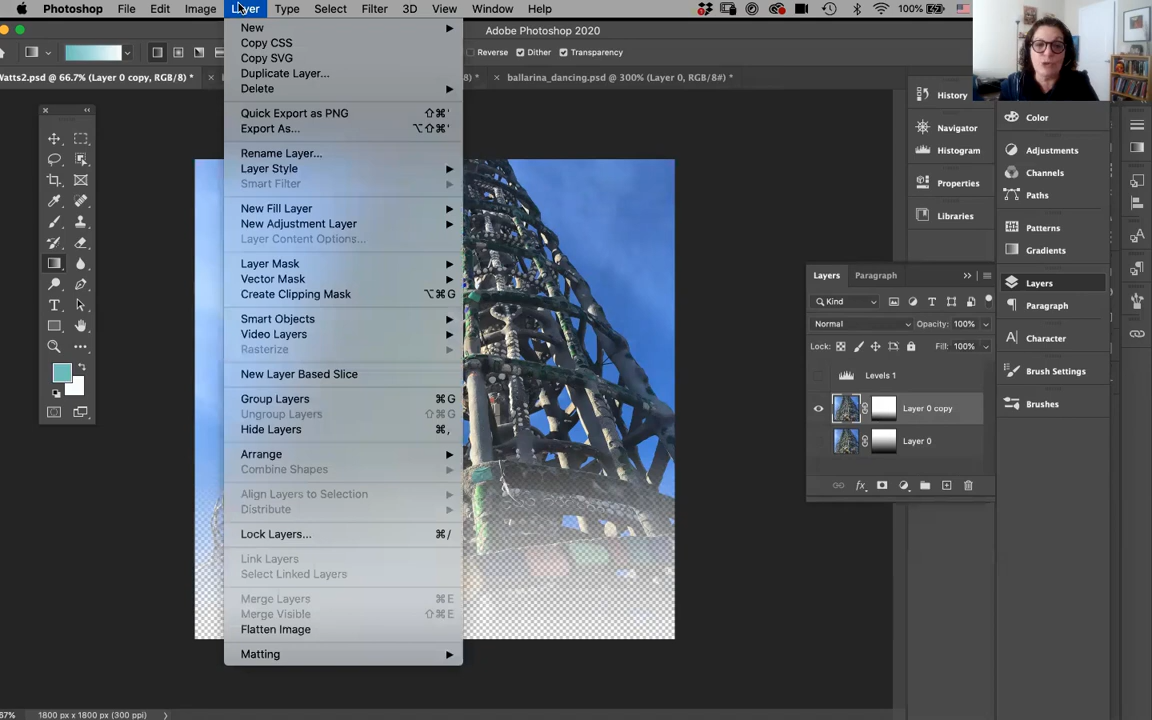 Photoshop File Edit Image Layer Type Select Filter 3D View Window Help 100%
Adobe Photoshop 2020
Reverse Dither Transparency
Watts2.psd @ 66.7% (Layer 0 copy, RGB/8) * × *) × ballarina_dancing.psd @ 300% (Layer 0, RGB/8#) *
New
Copy CSS
Copy SVG
Duplicate Layer...
Delete
Quick Export as PNG ⇧⌘'
Export As... ⌥⇧⌘'
Rename Layer...
Layer Style
Smart Filter
New Fill Layer
New Adjustment Layer
Layer Content Options...
Layer Mask
Vector Mask
Create Clipping Mask ⌥⌘G
Smart Objects
Video Layers
Rasterize
New Layer Based Slice
Group Layers ⌘G
Ungroup Layers ⇧⌘G
Hide Layers ⌘,
Arrange
Combine Shapes
Align Layers to Selection
Distribute
Lock Layers... ⌘/
Link Layers
Select Linked Layers
Merge Layers ⌘E
Merge Visible ⇧⌘E
Flatten Image
Matting
History
Navigator
Histogram
Properties
Libraries
Color
Adjustments
Channels
Paths
Patterns
Gradients
Layers
Paragraph
Character
Brush Settings
Brushes
Layers Paragraph
Kind
Normal Opacity: 100%
Lock: Fill: 100%
Levels 1
Layer 0 copy
Layer 0
fx
67% 1800 px x 1800 px (300 ppi)